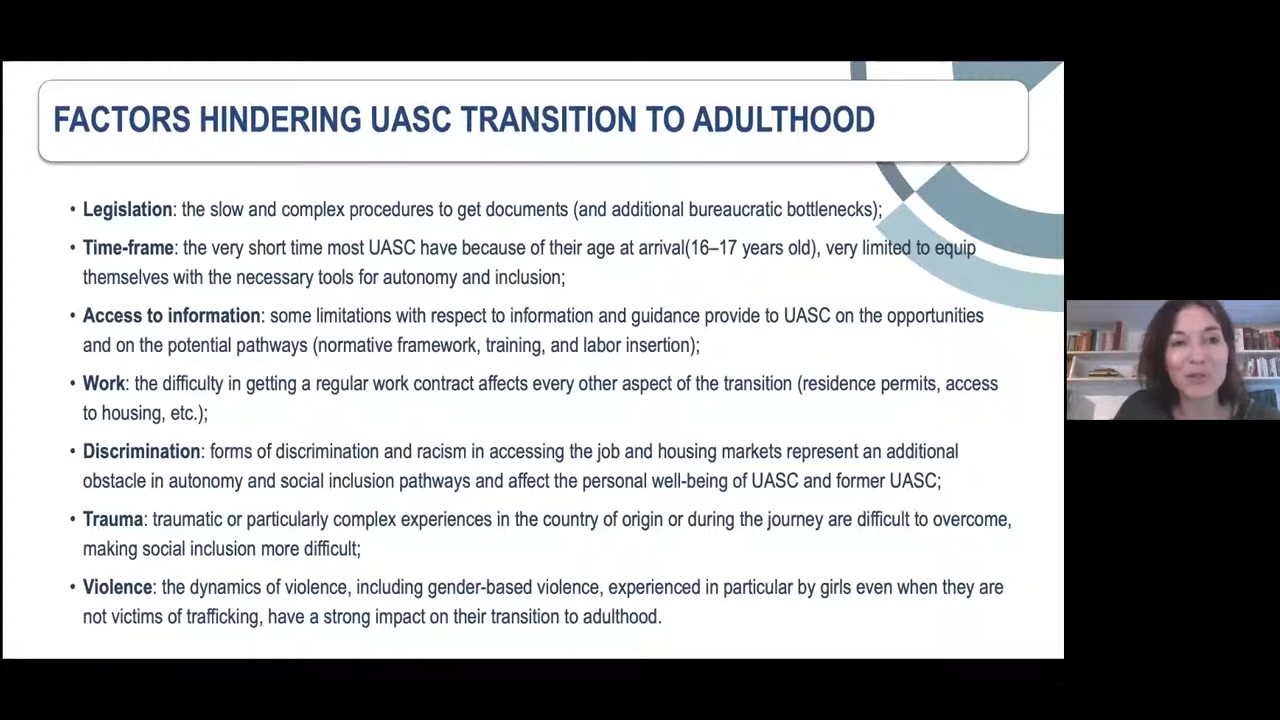 FACTORS HINDERING UASC TRANSITION TO ADULTHOOD
• Legislation: the slow and complex procedures to get documents (and additional bureaucratic bottlenecks);
• Time-frame: the very short time most UASC have because of their age at arrival(16–17 years old), very limited to equip
themselves with the necessary tools for autonomy and inclusion;
• Access to information: some limitations with respect to information and guidance provide to UASC on the opportunities
and on the potential pathways (normative framework, training, and labor insertion);
• Work: the difficulty in getting a regular work contract affects every other aspect of the transition (residence permits, access
to housing, etc.);
• Discrimination: forms of discrimination and racism in accessing the job and housing markets represent an additional
obstacle in autonomy and social inclusion pathways and affect the personal well-being of UASC and former UASC;
• Trauma: traumatic or particularly complex experiences in the country of origin or during the journey are difficult to overcome,
making social inclusion more difficult;
• Violence: the dynamics of violence, including gender-based violence, experienced in particular by girls even when they are
not victims of trafficking, have a strong impact on their transition to adulthood.